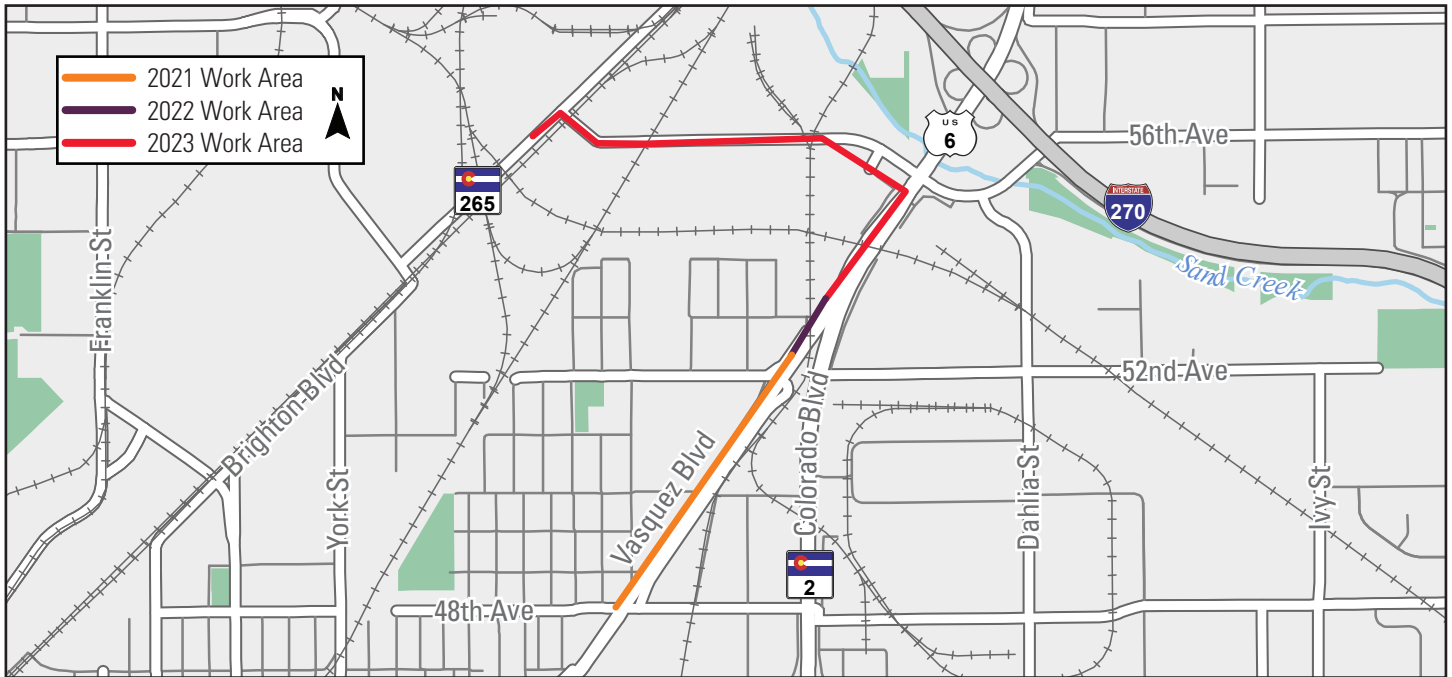 2021 Work Area
2022 Work Area
2023 Work Area
N
US
6
56th Ave
265
INTERSTATE
270
Franklin St
Sand Creek
Brighton Blvd
52nd Ave
Colorado Blvd
Vasquez Blvd
York St
Dahlia St
Ivy St
2
48th Ave